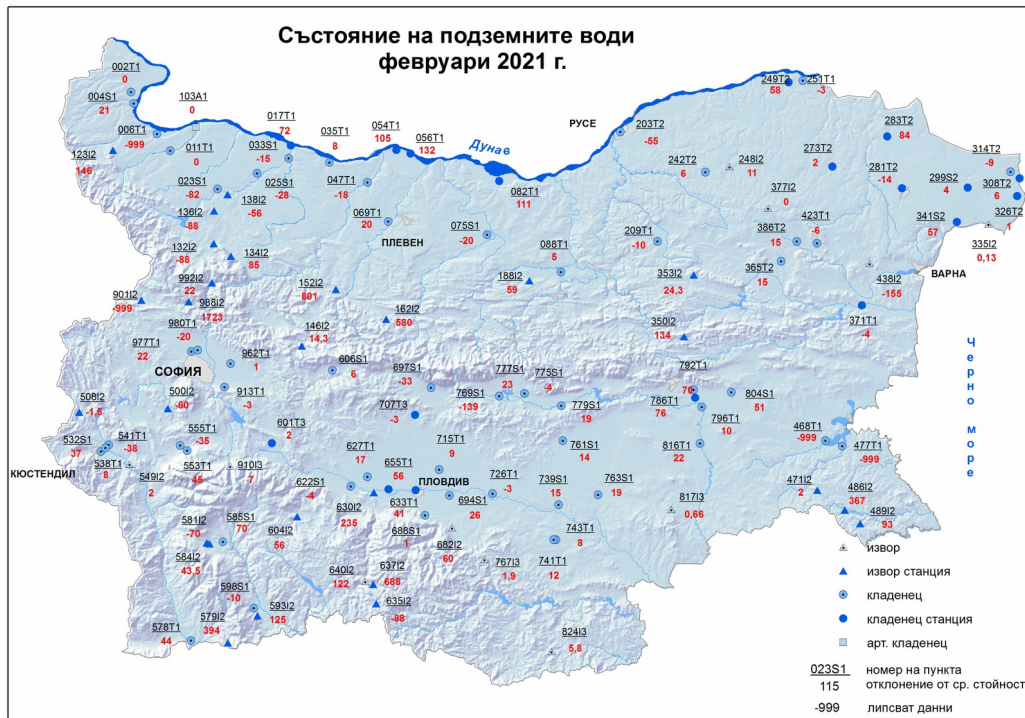 Състояние на подземните води
февруари 2021 г.
002T1
0
004S1
21
103A1
0
006T1
-999
123I2
146
011T1
0
017T1
72
033S1
-15
035T1
8
054T1
105
056T1
132
Дунав
РУСЕ
203T2
-55
249T2
58
251T1
-3
283T2
84
314T2
-9
023S1
-82
025S1
-28
047T1
-18
138I2
-56
136I2
-88
082T1
111
242T2
6
248I2
11
273T2
2
281T2
-14
299S2
4
308T2
6
326T2
1
377I2
0
069T1
20
ПЛЕВЕН
075S1
-20
088T1
5
209T1
-10
386T2
15
423T1
-6
341S2
57
335I2
0,13
132I2
-88
134I2
85
992I2
22
152I2
801
188I2
59
353I2
24,3
365T2
15
438I2
-155
ВАРНА
901I2
-999
988I2
1723
162I2
580
371T1
-4
980T1
-20
977T1
22
146I2
14,3
350I2
134
СОФИЯ
962T1
1
606S1
6
697S1
-33
777S1
23
775S1
-4
792T1
70
Черно море
508I2
-1,5
500I2
-60
913T1
-3
769S1
-139
779S1
19
786T1
76
804S1
51
707T3
-3
796T1
10
601T3
2
532S1
37
541T1
-38
555T1
-35
468T1
-999
477T1
-999
КЮСТЕНДИЛ
538T1
8
549I2
2
553T1
45
910I3
7
627T1
17
715T1
9
761S1
14
816T1
22
655T1
56
ПЛОВДИВ
622S1
-4
630I2
235
633T1
41
694S1
26
726T1
-3
739S1
15
763S1
19
471I2
2
486I2
367
817I3
0,66
489I2
93
581I2
-70
585S1
70
604I2
56
688S1
1
682I2
60
743T1
8
584I2
43,5
640I2
122
637I2
688
767I3
1,9
741T1
12
598S1
-10
593I2
125
635I2
-88
579I2
394
578T1
44
824I3
5,8
извор
извор станция
кладенец
кладенец станция
арт. кладенец
023S1 номер на пункта
115 отклонение от ср. стойност
-999 липсват данни